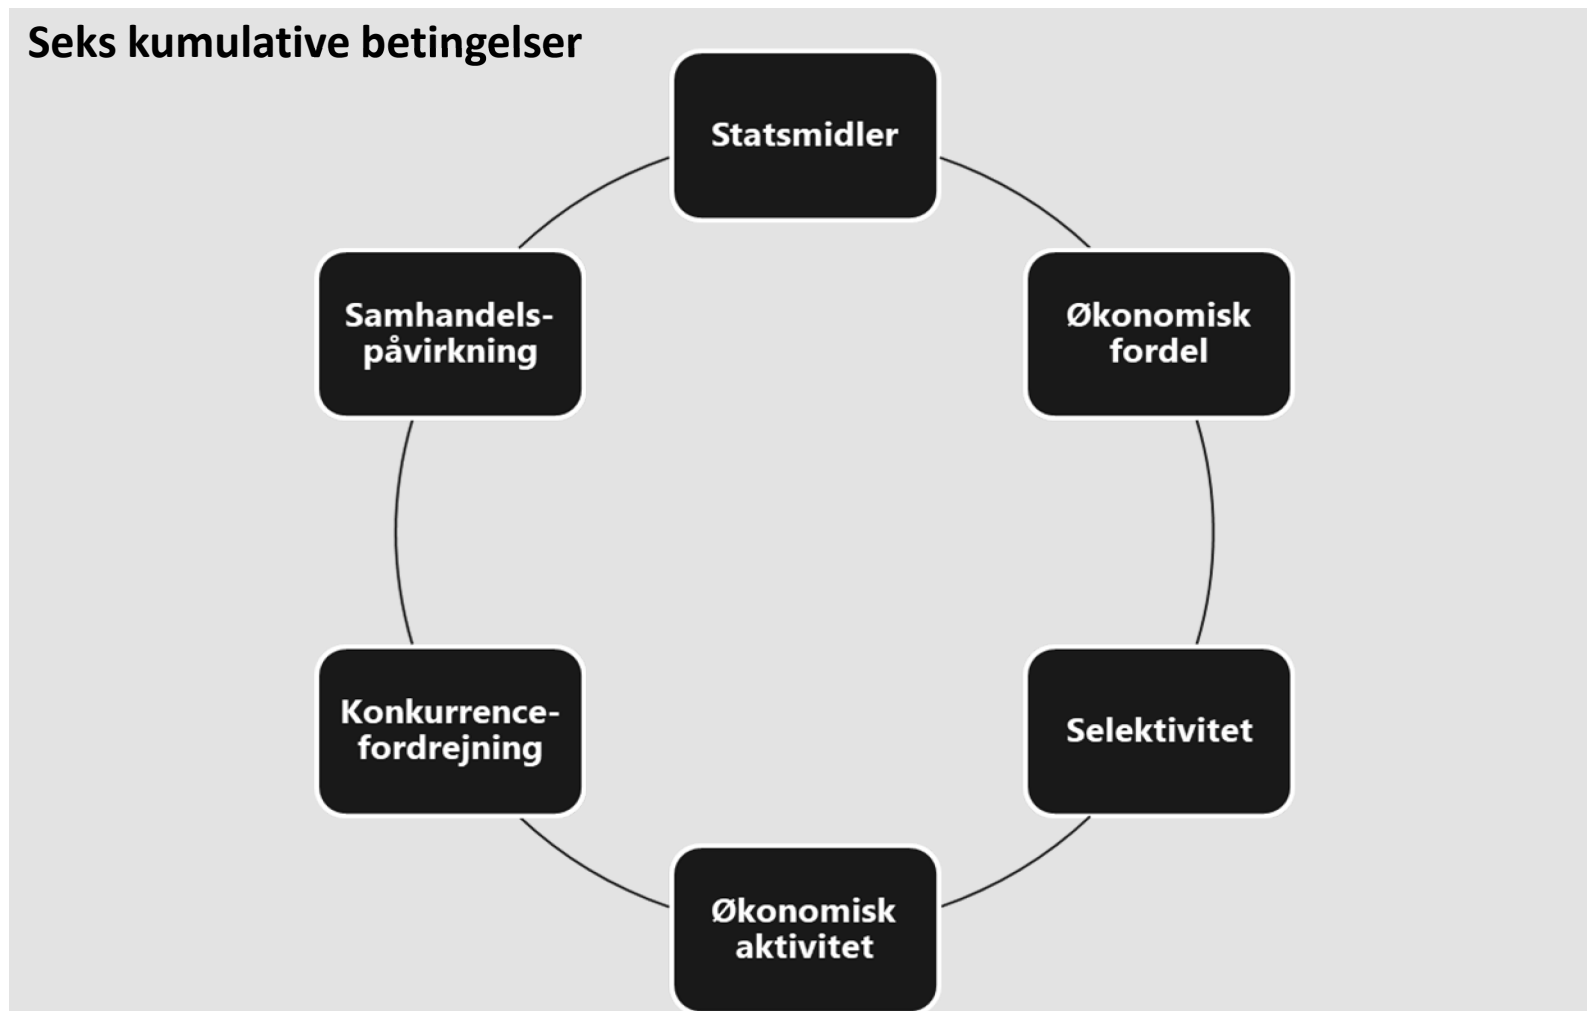 Seks kumulative betingelser
Statsmidler
Økonomisk
fordel
Selektivitet
Økonomisk
aktivitet
Konkurrence-
fordrejning
Samhandels-
påvirkning